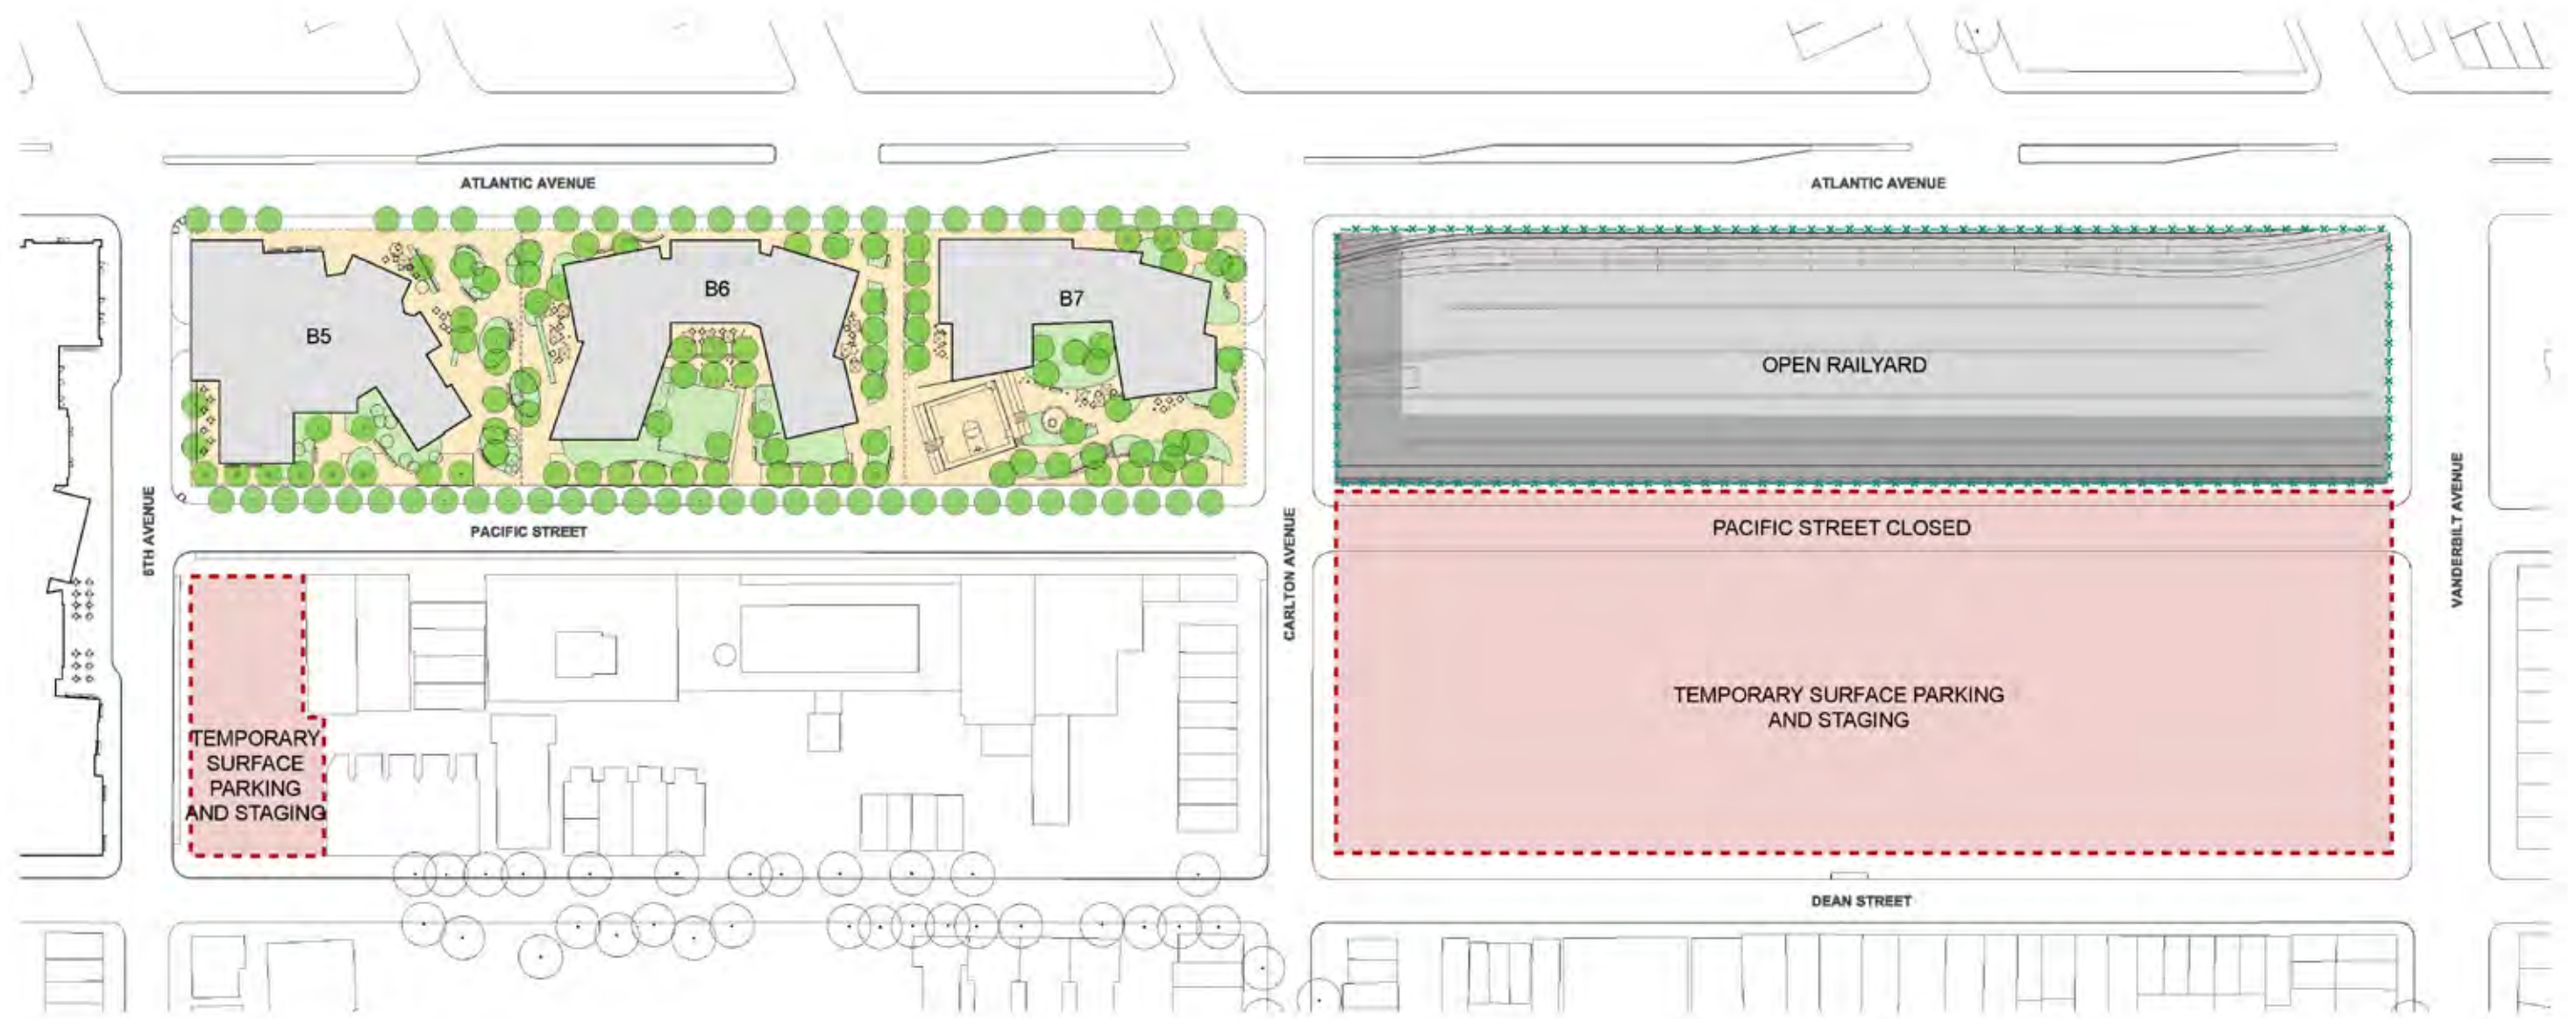 ATLANTIC AVENUE
ATLANTIC AVENUE
B5
B6
B7
OPEN RAILYARD
6TH AVENUE
PACIFIC STREET
CARLTON AVENUE
PACIFIC STREET CLOSED
VANDERBILT AVENUE
TEMPORARY
SURFACE
PARKING
AND STAGING
TEMPORARY SURFACE PARKING
AND STAGING
DEAN STREET